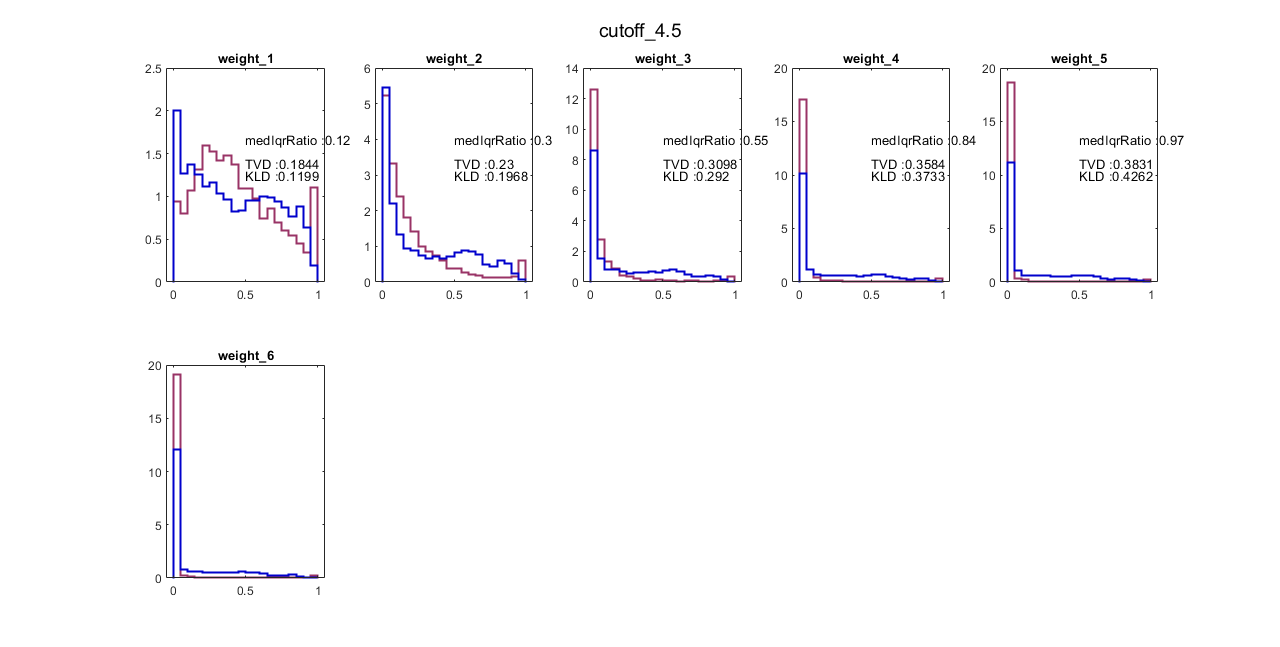 cutoff_4.5
weight_1
2.5
2
1.5
1
0.5
0
0 0.5 1
medIqrRatio :0.12
TVD :0.1844
KLD :0.1199
weight_2
6
5
4
3
2
1
0
0 0.5 1
medIqrRatio :0.3
TVD :0.23
KLD :0.1968
weight_3
14
12
10
8
6
4
2
0
0 0.5 1
medIqrRatio :0.55
TVD :0.3098
KLD :0.292
weight_4
20
15
10
5
0
0 0.5 1
medIqrRatio :0.84
TVD :0.3584
KLD :0.3733
weight_5
20
15
10
5
0
0 0.5 1
medIqrRatio :0.97
TVD :0.3831
KLD :0.4262
weight_6
20
15
10
5
0
0 0.5 1